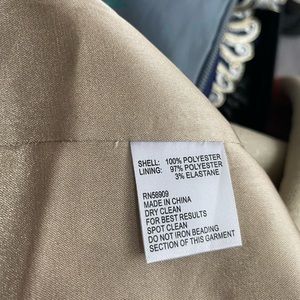 SHELL: 100% POLYESTER
LINING: 97% POLYESTER
3% ELASTANE
RN58909
MADE IN CHINA
DRY CLEAN
FOR BEST RESULTS
SPOT CLEAN
DO NOT IRON BEADING
SECTION OF THIS GARMENT